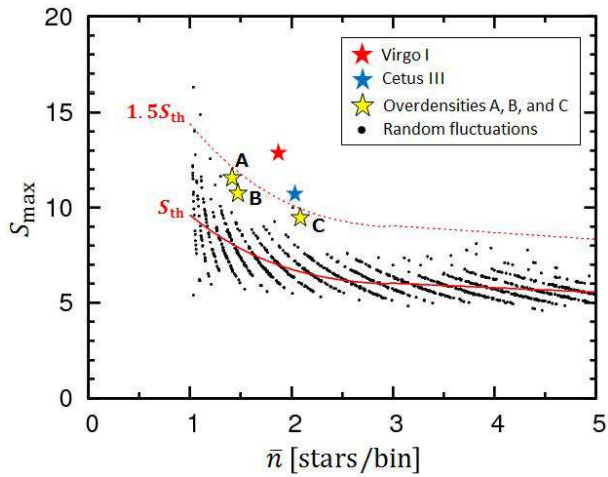 20
15
10
5
0
S_max
1.5S_th
S_th
A
B
C
Virgo I
Cetus III
Overdensities A, B, and C
Random fluctuations
0 1 2 3 4 5
n̄ [stars/bin]